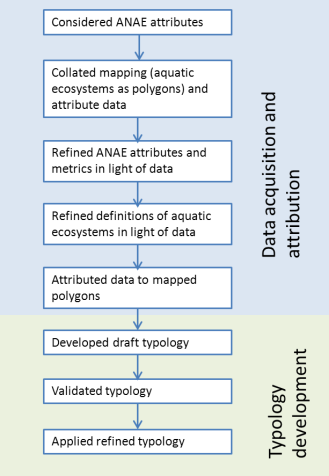 Considered ANAE attributes
Collated mapping (aquatic
ecosystems as polygons) and
attribute data
Refined ANAE attributes and
metrics in light of data
Refined definitions of aquatic
ecosystems in light of data
Attributed data to mapped
polygons
Data acquisition and
attribution
Developed draft typology
Validated typology
Applied refined typology
Typology
development